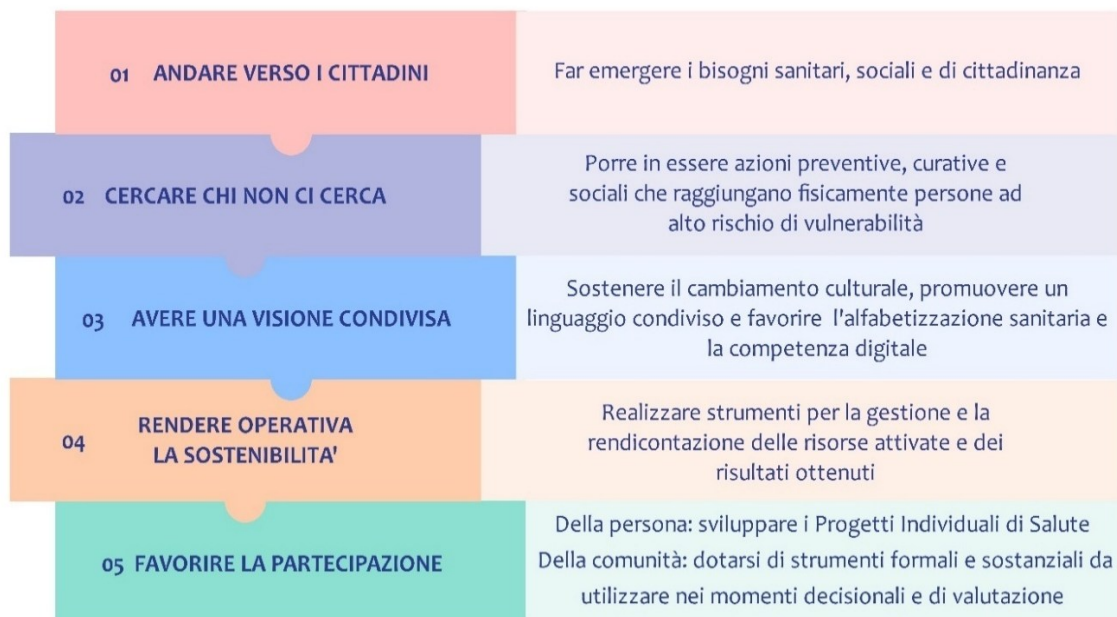 01 ANDARE VERSO I CITTADINI
Far emergere i bisogni sanitari, sociali e di cittadinanza
02 CERCARE CHI NON CI CERCA
Porre in essere azioni preventive, curative e
sociali che raggiungano fisicamente persone ad
alto rischio di vulnerabilità
03 AVERE UNA VISIONE CONDIVISA
Sostenere il cambiamento culturale, promuovere un
linguaggio condiviso e favorire l'alfabetizzazione sanitaria e
la competenza digitale
04 RENDERE OPERATIVA
LA SOSTENIBILITA'
Realizzare strumenti per la gestione e la
rendicontazione delle risorse attivate e dei
risultati ottenuti
05 FAVORIRE LA PARTECIPAZIONE
Della persona: sviluppare i Progetti Individuali di Salute
Della comunità: dotarsi di strumenti formali e sostanziali da
utilizzare nei momenti decisionali e di valutazione